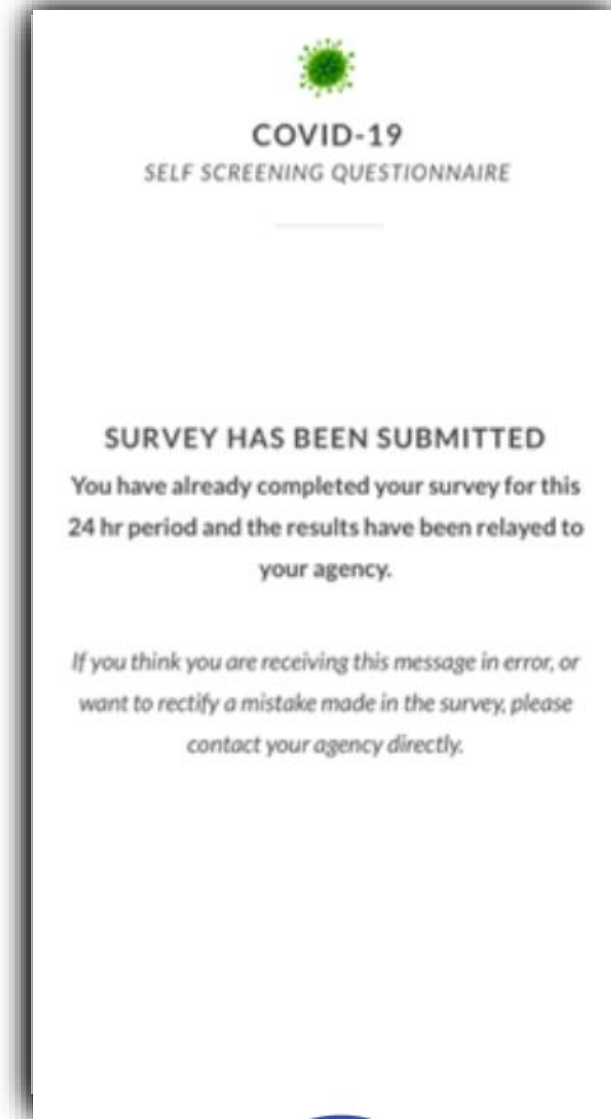 COVID-19
SELF SCREENING QUESTIONNAIRE
SURVEY HAS BEEN SUBMITTED
You have already completed your survey for this
24 hr period and the results have been relayed to
your agency.
If you think you are receiving this message in error, or
want to rectify a mistake made in the survey, please
contact your agency directly.